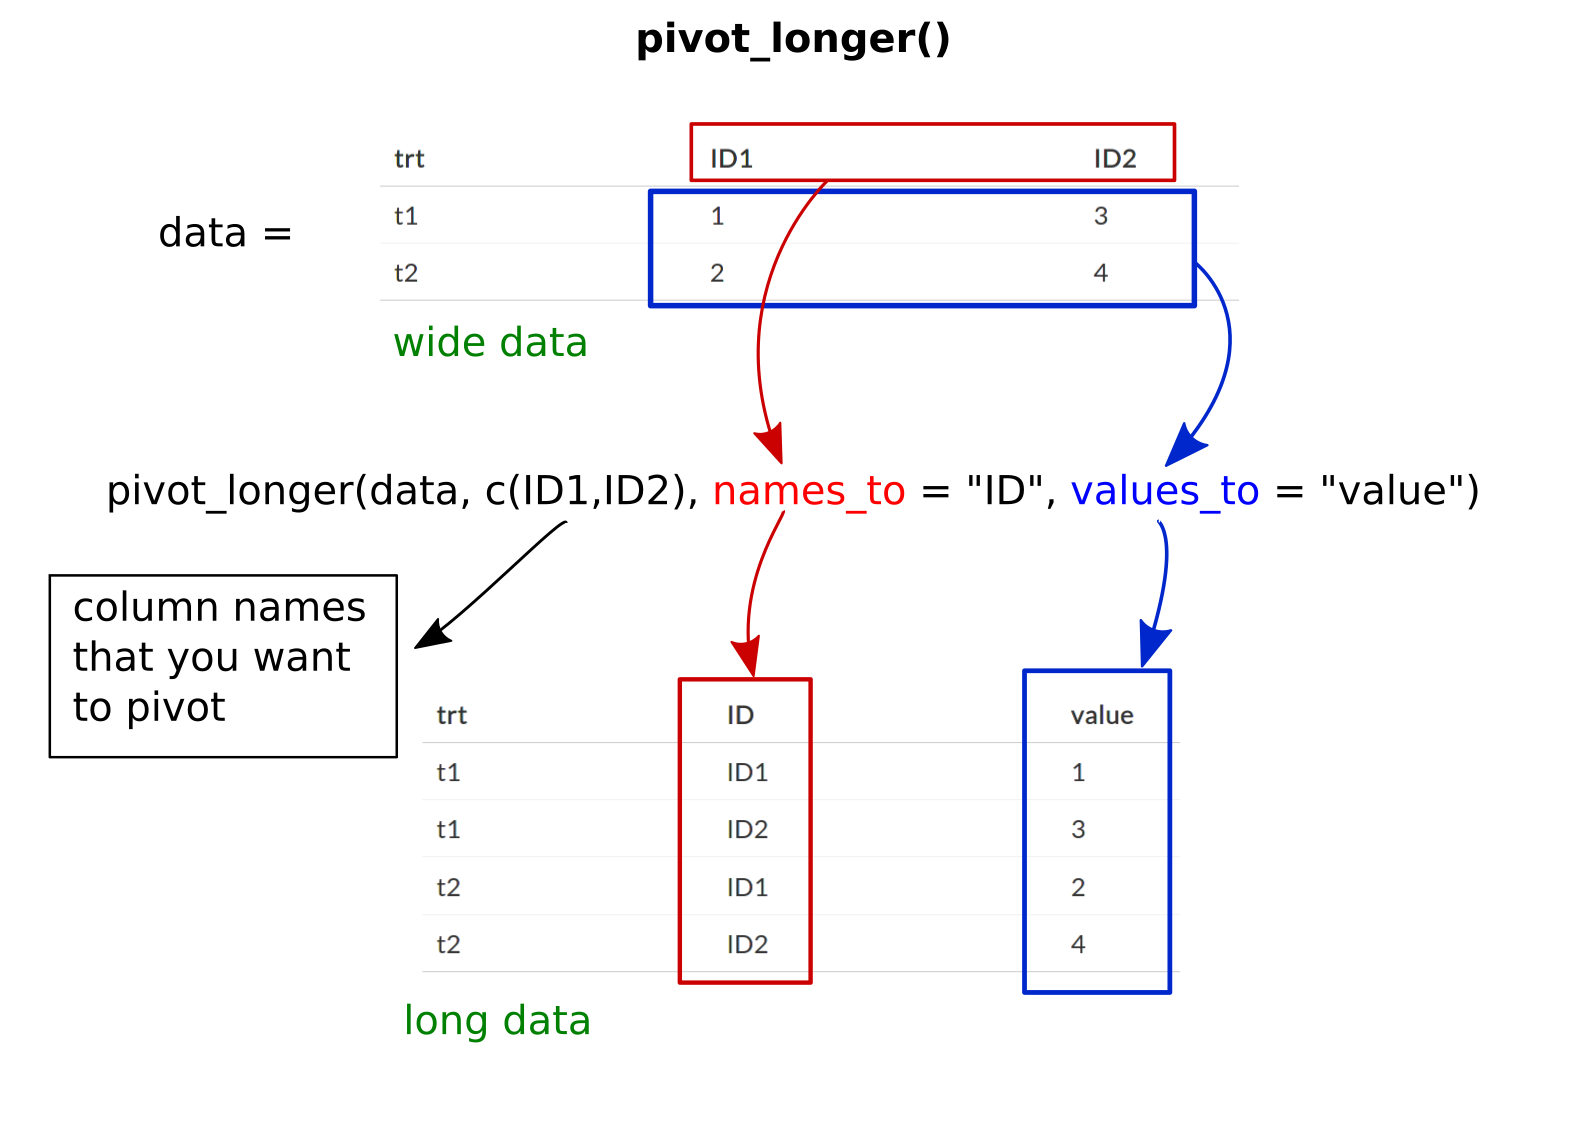 pivot_longer()
trt ID1 ID2
data =
t1 1 3
t2 2 4
wide data
pivot_longer(data, c(ID1,ID2), names_to = "ID", values_to = "value")
column names
that you want
to pivot
trt ID value
t1 ID1 1
t1 ID2 3
t2 ID1 2
t2 ID2 4
long data